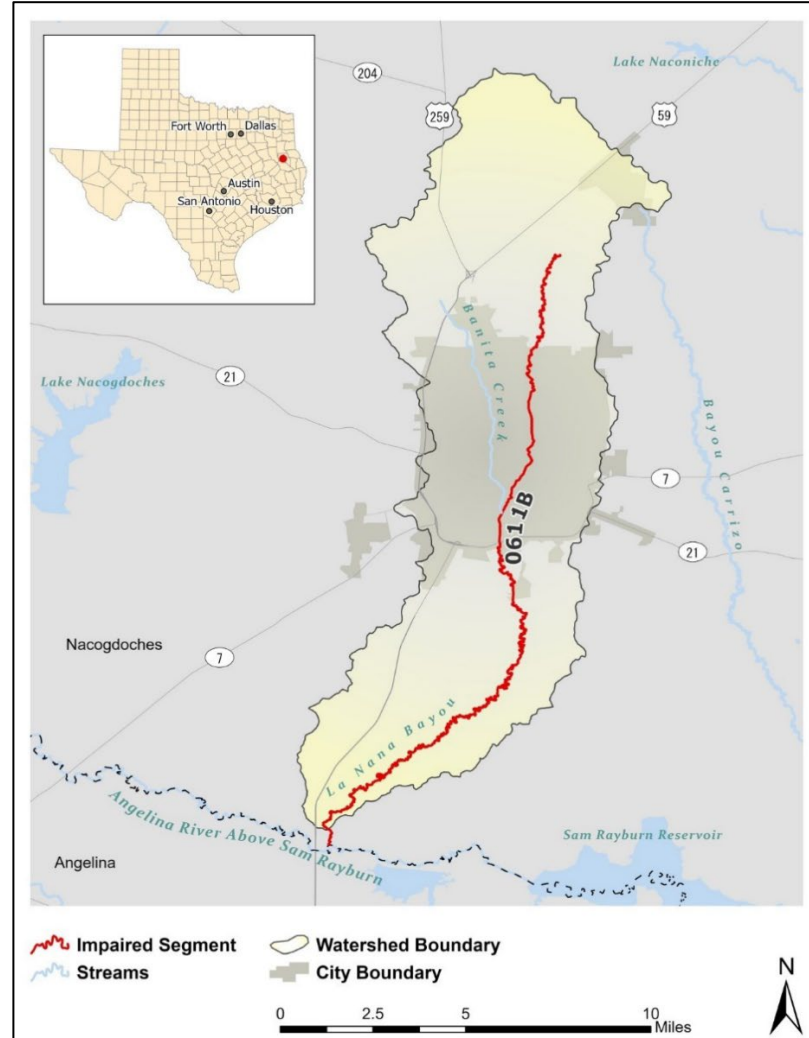 Fort Worth
Dallas
Austin
San Antonio
Houston
204
259
59
Lake Naconiche
Banita Creek
Lake Nacogdoches
21
7
Bayou Carrizo
0611B
21
Nacogdoches
7
La Nana Bayou
Angelina River Above Sam Rayburn
Sam Rayburn Reservoir
Angelina
Impaired Segment
Watershed Boundary
Streams
City Boundary
N
0 2.5 5 10
Miles